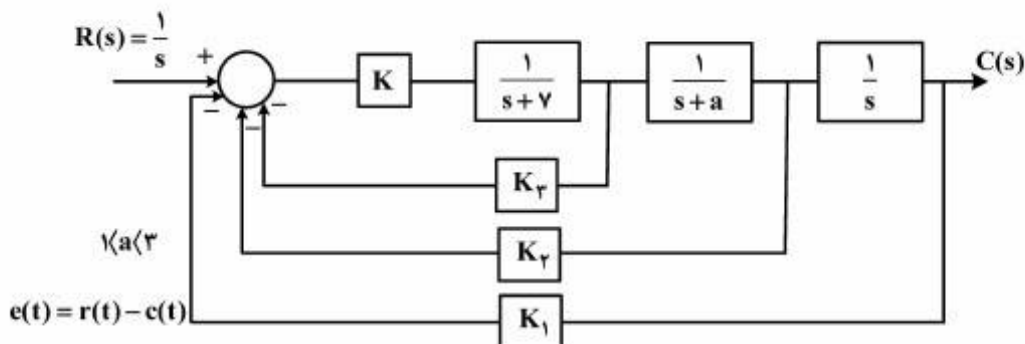 R(s) = ۱/s
+
−
−
−
K
۱/(s + ۷)
۱/(s + a)
۱/s
C(s)
K۳
K۲
K۱
۱⟨a⟨۳
e(t) = r(t) − c(t)